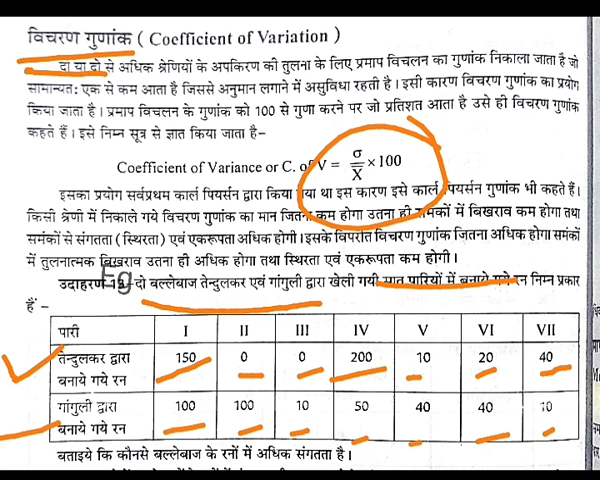 विचरण गुणांक ( Coefficient of Variation )
दो या दो से अधिक श्रेणियों के अपकिरण की तुलना के लिए प्रमाप विचलन का गुणांक निकाला जाता है जो
सामान्यतः एक से कम आता है जिससे अनुमान लगाने में असुविधा रहती है। इसी कारण विचरण गुणांक का प्रयोग
किया जाता है। प्रमाप विचलन के गुणांक को 100 से गुणा करने पर जो प्रतिशत आता है उसे ही विचरण गुणांक
कहते हैं। इसे निम्न सूत्र से ज्ञात किया जाता है–
Coefficient of Variance or C. of V = σ/X̄ × 100
इसका प्रयोग सर्वप्रथम कार्ल पियर्सन द्वारा किया गया था इस कारण इसे कार्ल पियर्सन गुणांक भी कहते हैं।
किसी श्रेणी में निकाले गये विचरण गुणांक का मान जितना कम होगा उतना ही समंकों में बिखराव कम होगा तथा
समंकों से संगतता (स्थिरता) एवं एकरूपता अधिक होगी। इसके विपरीत विचरण गुणांक जितना अधिक होगा समंकों
में तुलनात्मक बिखराव उतना ही अधिक होगा तथा स्थिरता एवं एकरूपता कम होगी।
Eg
उदाहरण दो बल्लेबाज तेन्दुलकर एवं गांगुली द्वारा खेली गयी सात पारियों में बनाये गये रन निम्न प्रकार
हैं –
पारी I II III IV V VI VII
तेन्दुलकर द्वारा 150 0 0 200 10 20 40
बनाये गये रन
गांगुली द्वारा 100 100 10 50 40 40 10
बनाये गये रन
बताइये कि कौनसे बल्लेबाज के रनों में अधिक संगतता है।